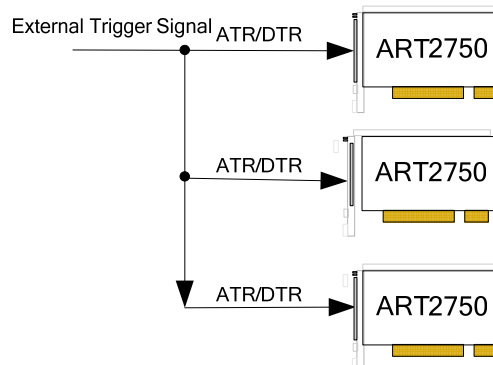 External Trigger Signal
ATR/DTR
ART2750
ATR/DTR
ART2750
ATR/DTR
ART2750